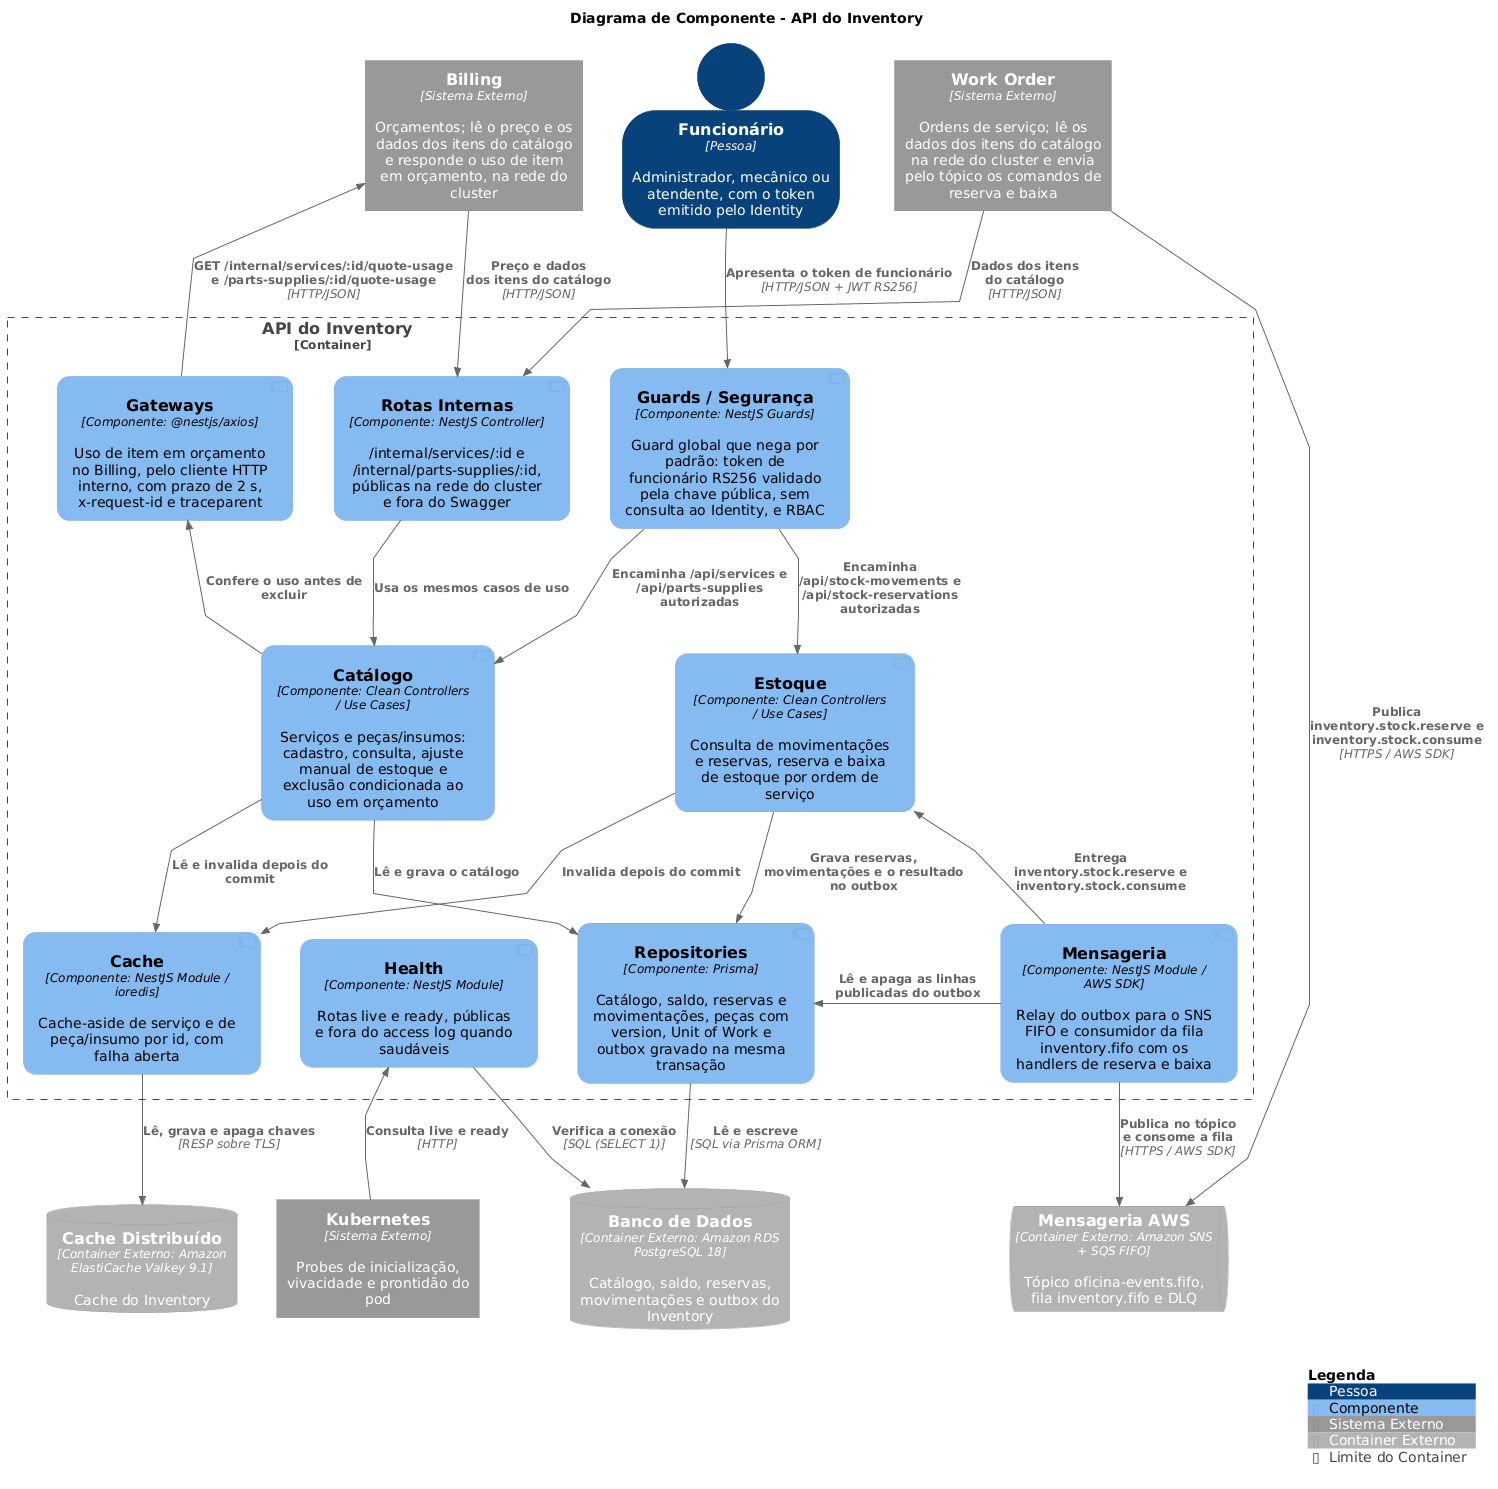 Diagrama de Componente - API do Inventory
Billing
[Sistema Externo]
Orçamentos; lê o preço e os
dados dos itens do catálogo
e responde o uso de item
em orçamento, na rede do
cluster
Funcionário
[Pessoa]
Administrador, mecânico ou
atendente, com o token
emitido pelo Identity
Work Order
[Sistema Externo]
Ordens de serviço; lê os
dados dos itens do catálogo
na rede do cluster e envia
pelo tópico os comandos de
reserva e baixa
GET /internal/services/:id/quote-usage
e /parts-supplies/:id/quote-usage
[HTTP/JSON]
Preço e dados
dos itens do catálogo
[HTTP/JSON]
Apresenta o token de funcionário
[HTTP/JSON + JWT RS256]
Dados dos itens
do catálogo
[HTTP/JSON]
API do Inventory
[Container]
Gateways
[Componente: @nestjs/axios]
Uso de item em orçamento
no Billing, pelo cliente HTTP
interno, com prazo de 2 s,
x-request-id e traceparent
Rotas Internas
[Componente: NestJS Controller]
/internal/services/:id e
/internal/parts-supplies/:id,
públicas na rede do cluster
e fora do Swagger
Guards / Segurança
[Componente: NestJS Guards]
Guard global que nega por
padrão: token de
funcionário RS256 validado
pela chave pública, sem
consulta ao Identity, e RBAC
Confere o uso antes de
excluir
Usa os mesmos casos de uso
Encaminha /api/services e
/api/parts-supplies
autorizadas
Encaminha
/api/stock-movements e
/api/stock-reservations
autorizadas
Catálogo
[Componente: Clean Controllers
/ Use Cases]
Serviços e peças/insumos:
cadastro, consulta, ajuste
manual de estoque e
exclusão condicionada ao
uso em orçamento
Estoque
[Componente: Clean Controllers
/ Use Cases]
Consulta de movimentações
e reservas, reserva e baixa
de estoque por ordem de
serviço
Publica
inventory.stock.reserve e
inventory.stock.consume
[HTTPS / AWS SDK]
Lê e invalida depois do
commit
Lê e grava o catálogo
Invalida depois do commit
Grava reservas,
movimentações e o resultado
no outbox
Entrega
inventory.stock.reserve e
inventory.stock.consume
Cache
[Componente: NestJS Module /
ioredis]
Cache-aside de serviço e de
peça/insumo por id, com
falha aberta
Health
[Componente: NestJS Module]
Rotas live e ready, públicas
e fora do access log quando
saudáveis
Repositories
[Componente: Prisma]
Catálogo, saldo, reservas e
movimentações, peças com
version, Unit of Work e
outbox gravado na mesma
transação
Lê e apaga as linhas
publicadas do outbox
Mensageria
[Componente: NestJS Module /
AWS SDK]
Relay do outbox para o SNS
FIFO e consumidor da fila
inventory.fifo com os
handlers de reserva e baixa
Lê, grava e apaga chaves
[RESP sobre TLS]
Consulta live e ready
[HTTP]
Verifica a conexão
[SQL (SELECT 1)]
Lê e escreve
[SQL via Prisma ORM]
Publica no tópico
e consome a fila
[HTTPS / AWS SDK]
Cache Distribuído
[Container Externo: Amazon
ElastiCache Valkey 9.1]
Cache do Inventory
Kubernetes
[Sistema Externo]
Probes de inicialização,
vivacidade e prontidão do
pod
Banco de Dados
[Container Externo: Amazon RDS
PostgreSQL 18]
Catálogo, saldo, reservas,
movimentações e outbox do
Inventory
Mensageria AWS
[Container Externo: Amazon SNS
+ SQS FIFO]
Tópico oficina-events.fifo,
fila inventory.fifo e DLQ
Legenda
Pessoa
Componente
Sistema Externo
Container Externo
Limite do Container